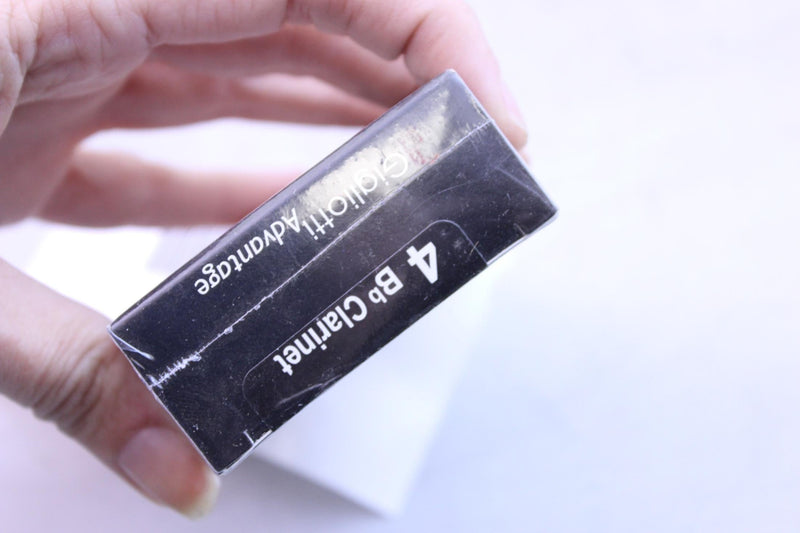 Gigliotti
Advantage
4 Bb Clarinet